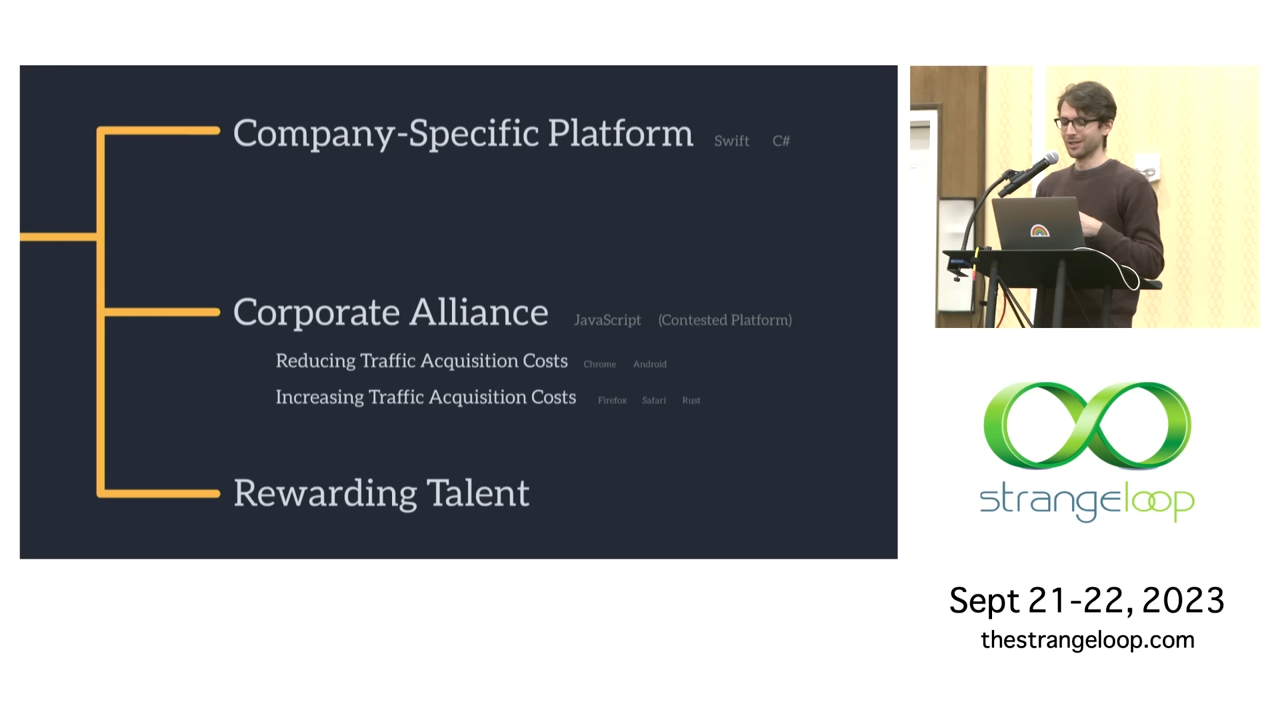 Company-Specific Platform Swift C#
Corporate Alliance JavaScript (Contested Platform)
Reducing Traffic Acquisition Costs Chrome Android
Increasing Traffic Acquisition Costs Firefox Safari Rust
Rewarding Talent
strangeloop
Sept 21-22, 2023
thestrangeloop.com